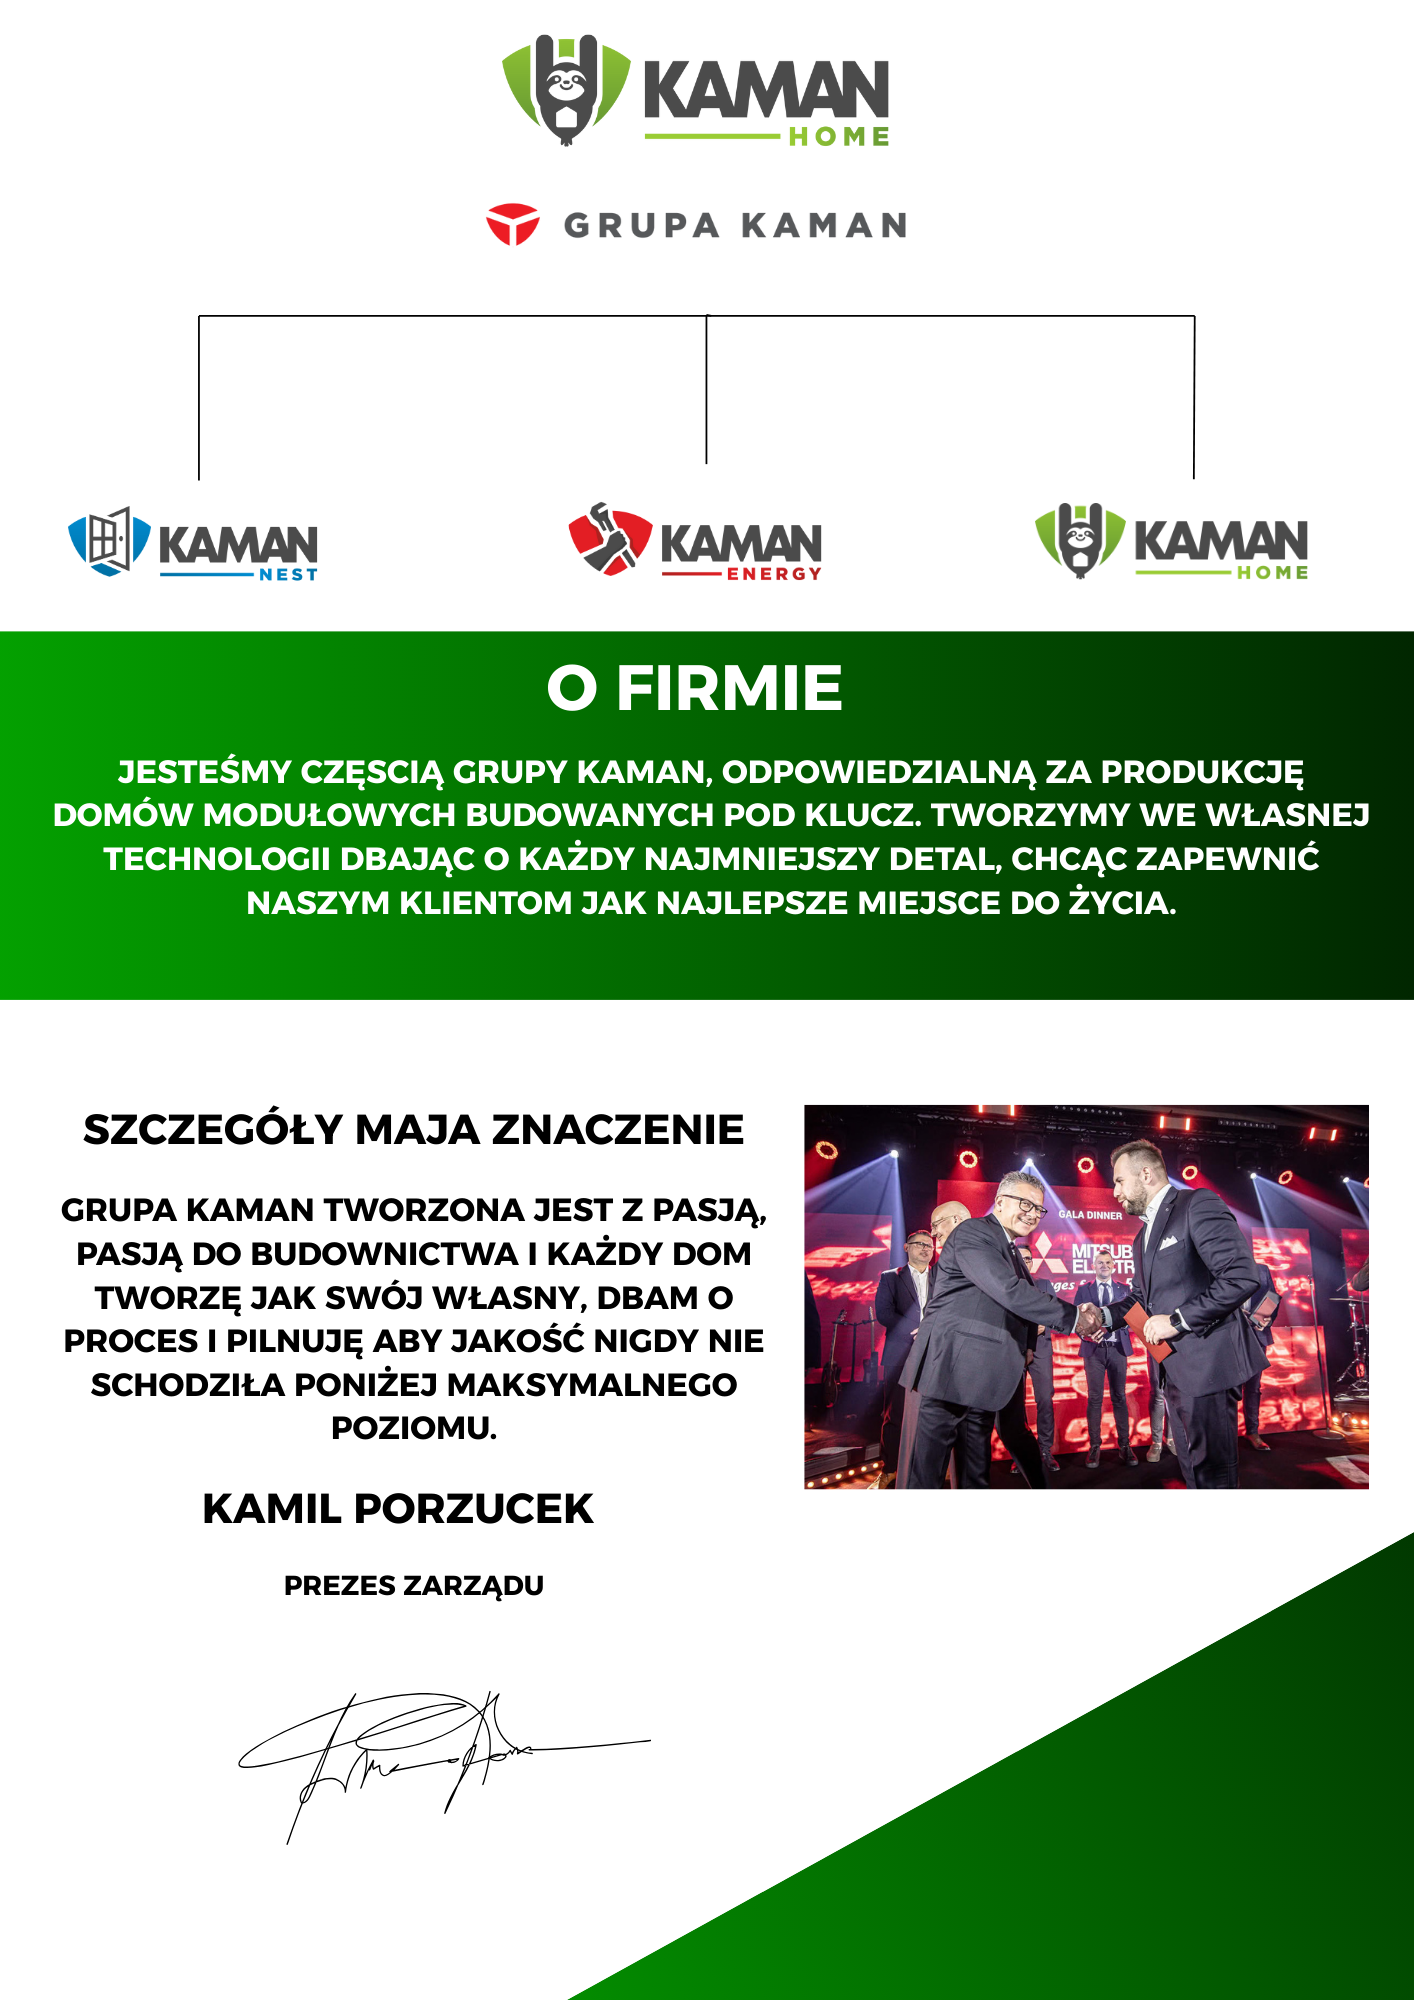 KAMAN
HOME
GRUPA KAMAN
KAMAN
NEST
KAMAN
ENERGY
KAMAN
HOME
O FIRMIE
JESTEŚMY CZĘSCIĄ GRUPY KAMAN, ODPOWIEDZIALNĄ ZA PRODUKCJĘ
DOMÓW MODUŁOWYCH BUDOWANYCH POD KLUCZ. TWORZYMY WE WŁASNEJ
TECHNOLOGII DBAJĄC O KAŻDY NAJMNIEJSZY DETAL, CHCĄC ZAPEWNIĆ
NASZYM KLIENTOM JAK NAJLEPSZE MIEJSCE DO ŻYCIA.
SZCZEGÓŁY MAJA ZNACZENIE
GRUPA KAMAN TWORZONA JEST Z PASJĄ,
PASJĄ DO BUDOWNICTWA I KAŻDY DOM
TWORZĘ JAK SWÓJ WŁASNY, DBAM O
PROCES I PILNUJĘ ABY JAKOŚĆ NIGDY NIE
SCHODZIŁA PONIŻEJ MAKSYMALNEGO
POZIOMU.
KAMIL PORZUCEK
PREZES ZARZĄDU
GALA DINNER
MITSUB
ELECTR